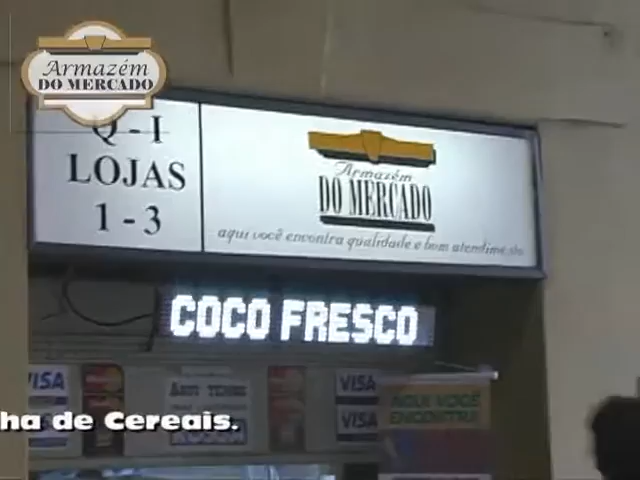 Armazém
DO MERCADO
Q - I
LOJAS
1 - 3
Armazém
DO MERCADO
aqui você encontra qualidade e bom atendimento
COCO FRESCO
VISA
VISA
VISA
AQUI VOCÊ
ENCONTRA
ha de Cereais.